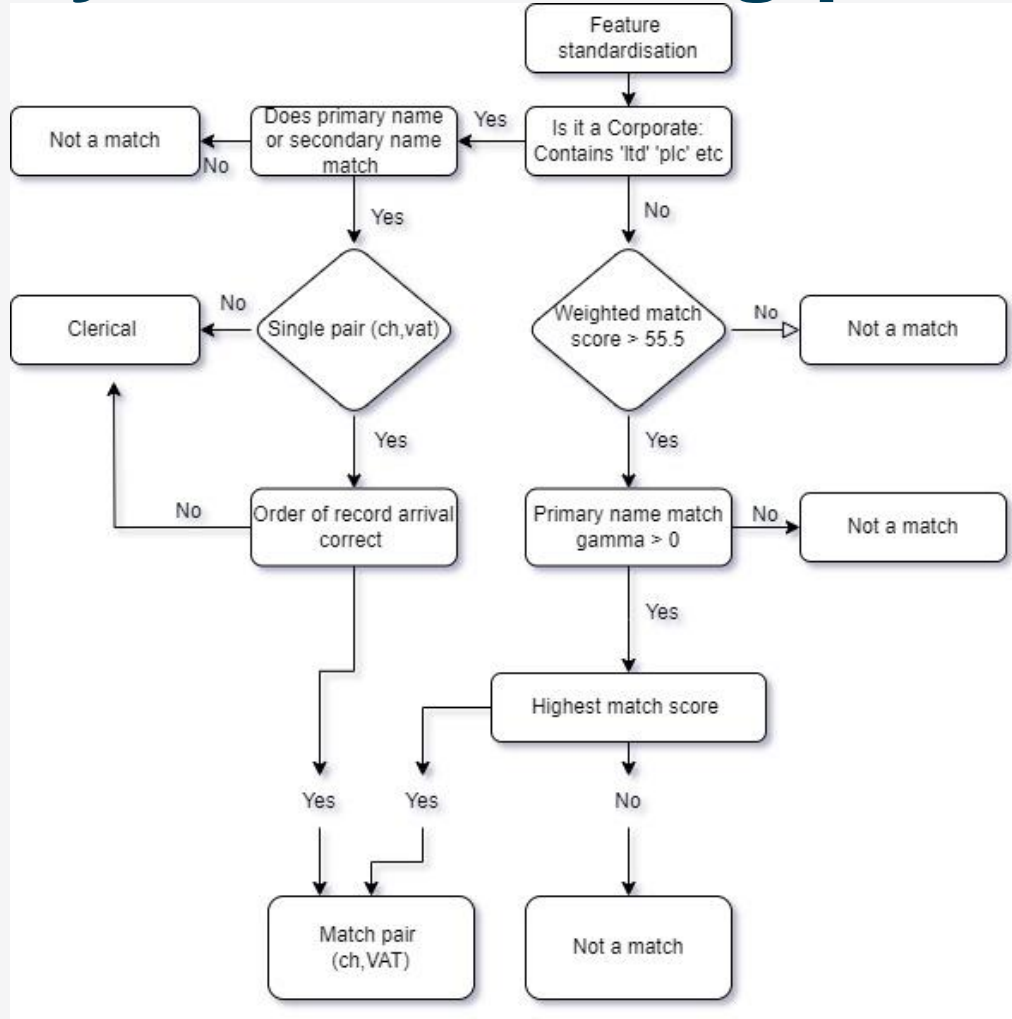 Feature
standardisation
Not a match
No
Does primary name
or secondary name
match
Yes
Is it a Corporate:
Contains 'ltd' 'plc' etc
Yes
No
Clerical
No
Single pair (ch,vat)
Weighted match
score > 55.5
No
Not a match
Yes
Yes
No
Order of record arrival
correct
Primary name match
gamma > 0
No
Not a match
Yes
Highest match score
Yes
Yes
No
Match pair
(ch,VAT)
Not a match